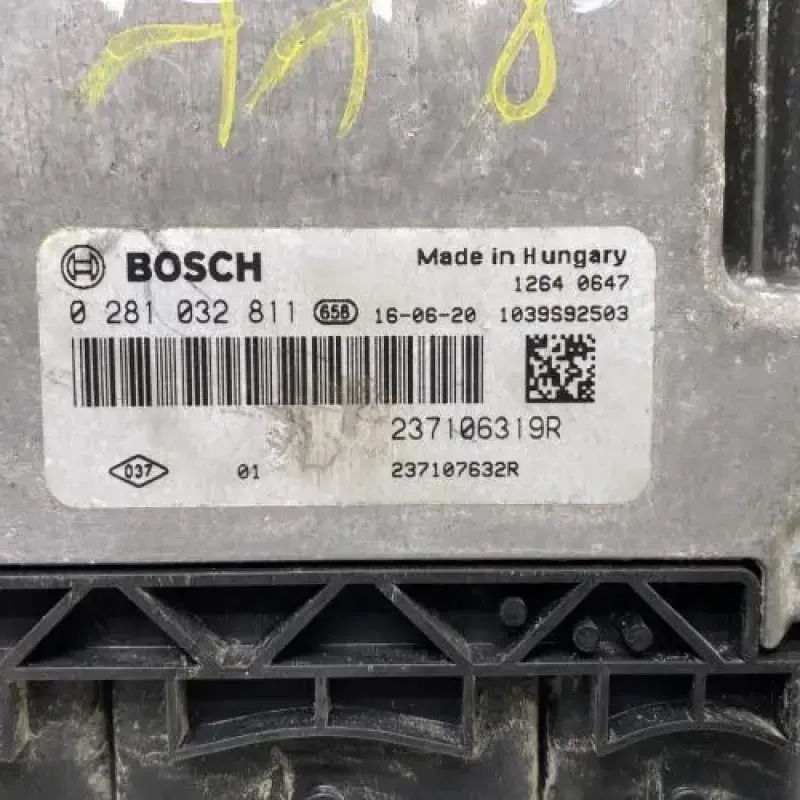 BOSCH Made in Hungary
1264 0647
0 281 032 811 658 16-06-20 1039S92503
237106319R
037 01 237107632R